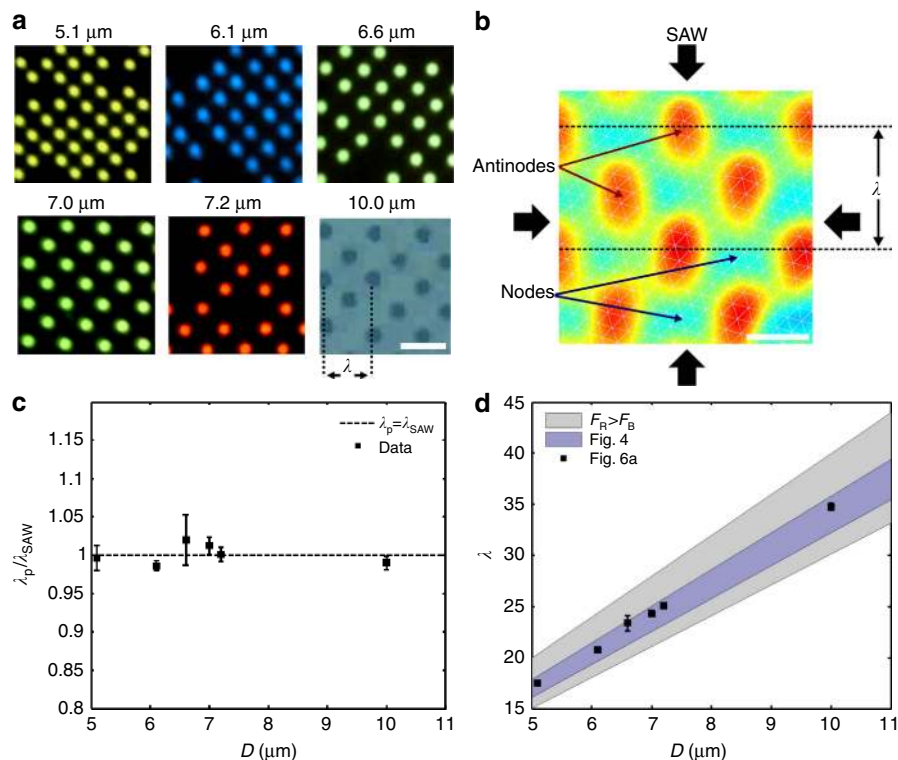 a
5.1 μm 6.1 μm 6.6 μm
7.0 μm 7.2 μm 10.0 μm
λ
b
SAW
Antinodes
λ
Nodes
c
1.15
1.1
1.05
1
0.95
0.9
0.85
0.8
λp/λSAW
λp=λSAW
Data
5 6 7 8 9 10 11
D (μm)
d
45
40
35
30
25
20
15
λ
FR>FB
Fig. 4
Fig. 6a
5 6 7 8 9 10 11
D (μm)